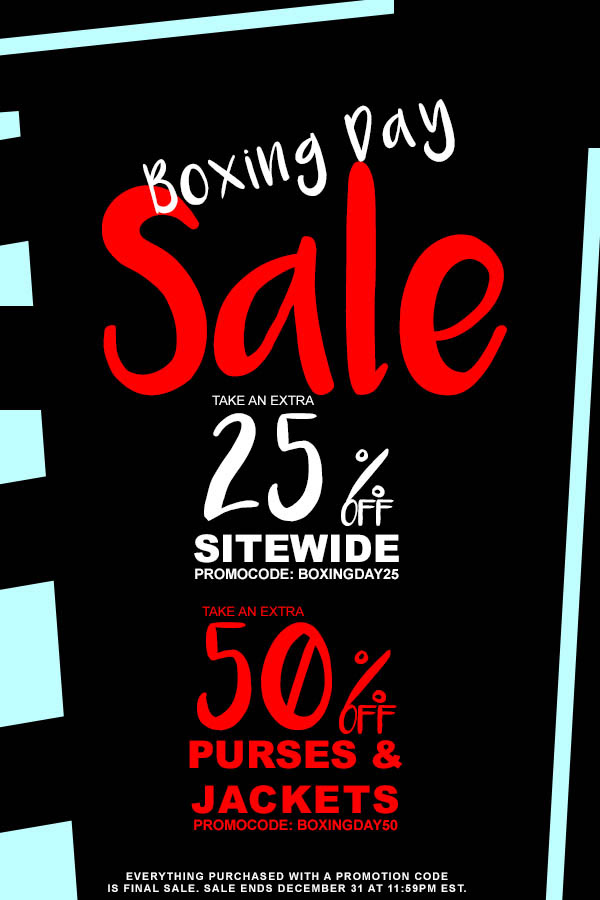 Boxing Day
Sale
TAKE AN EXTRA
25%
OFF
SITEWIDE
PROMOCODE: BOXINGDAY25
TAKE AN EXTRA
50%
OFF
PURSES &
JACKETS
PROMOCODE: BOXINGDAY50
EVERYTHING PURCHASED WITH A PROMOTION CODE
IS FINAL SALE. SALE ENDS DECEMBER 31 AT 11:59PM EST.